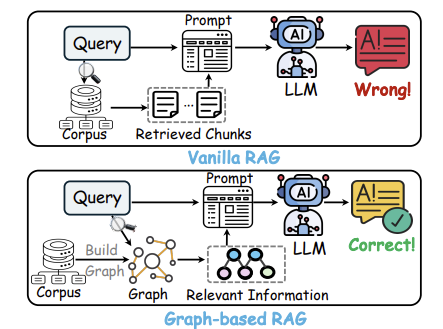 Prompt
Query
AI
A!
LLM
Wrong!
Corpus
Retrieved Chunks
Vanilla RAG
Prompt
Query
AI
A!
Build
Graph
LLM
Correct!
Corpus
Graph
Relevant Information
Graph-based RAG